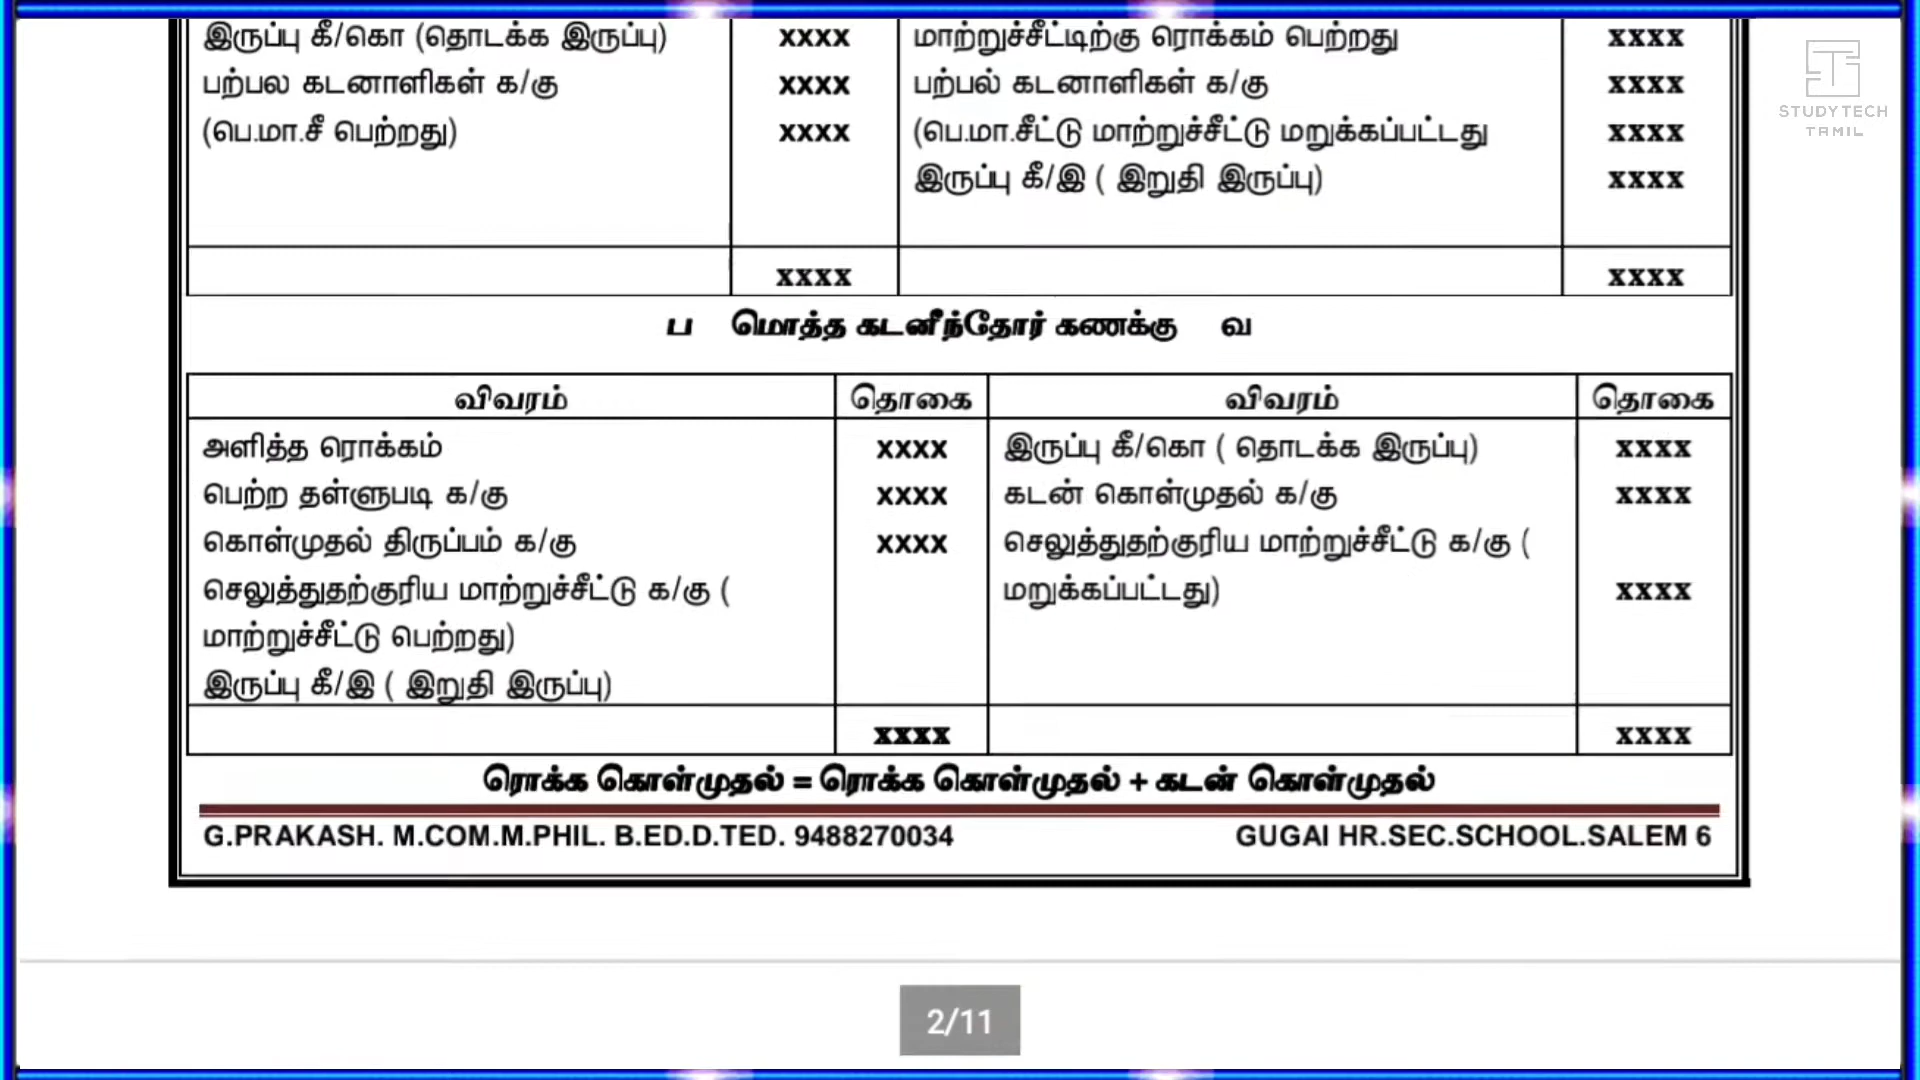 இருப்பு கீ/கொ (தொடக்க இருப்பு) xxxx மாற்றுச்சீட்டிற்கு ரொக்கம் பெற்றது xxxx
பற்பல கடனாளிகள் க/கு xxxx பற்பல் கடனாளிகள் க/கு xxxx
(பெ.மா.சீ பெற்றது) xxxx (பெ.மா.சீட்டு மாற்றுச்சீட்டு மறுக்கப்பட்டது xxxx
இருப்பு கீ/இ ( இறுதி இருப்பு) xxxx
xxxx xxxx
ப மொத்த கடனீந்தோர் கணக்கு வ
விவரம் தொகை விவரம் தொகை
அளித்த ரொக்கம் xxxx இருப்பு கீ/கொ ( தொடக்க இருப்பு) xxxx
பெற்ற தள்ளுபடி க/கு xxxx கடன் கொள்முதல் க/கு xxxx
கொள்முதல் திருப்பம் க/கு xxxx செலுத்துதற்குரிய மாற்றுச்சீட்டு க/கு (
செலுத்துதற்குரிய மாற்றுச்சீட்டு க/கு ( மறுக்கப்பட்டது) xxxx
மாற்றுச்சீட்டு பெற்றது)
இருப்பு கீ/இ ( இறுதி இருப்பு)
xxxx xxxx
ரொக்க கொள்முதல் = ரொக்க கொள்முதல் + கடன் கொள்முதல்
G.PRAKASH. M.COM.M.PHIL. B.ED.D.TED. 9488270034 GUGAI HR.SEC.SCHOOL.SALEM 6
2/11
STUDYTECH
TAMIL